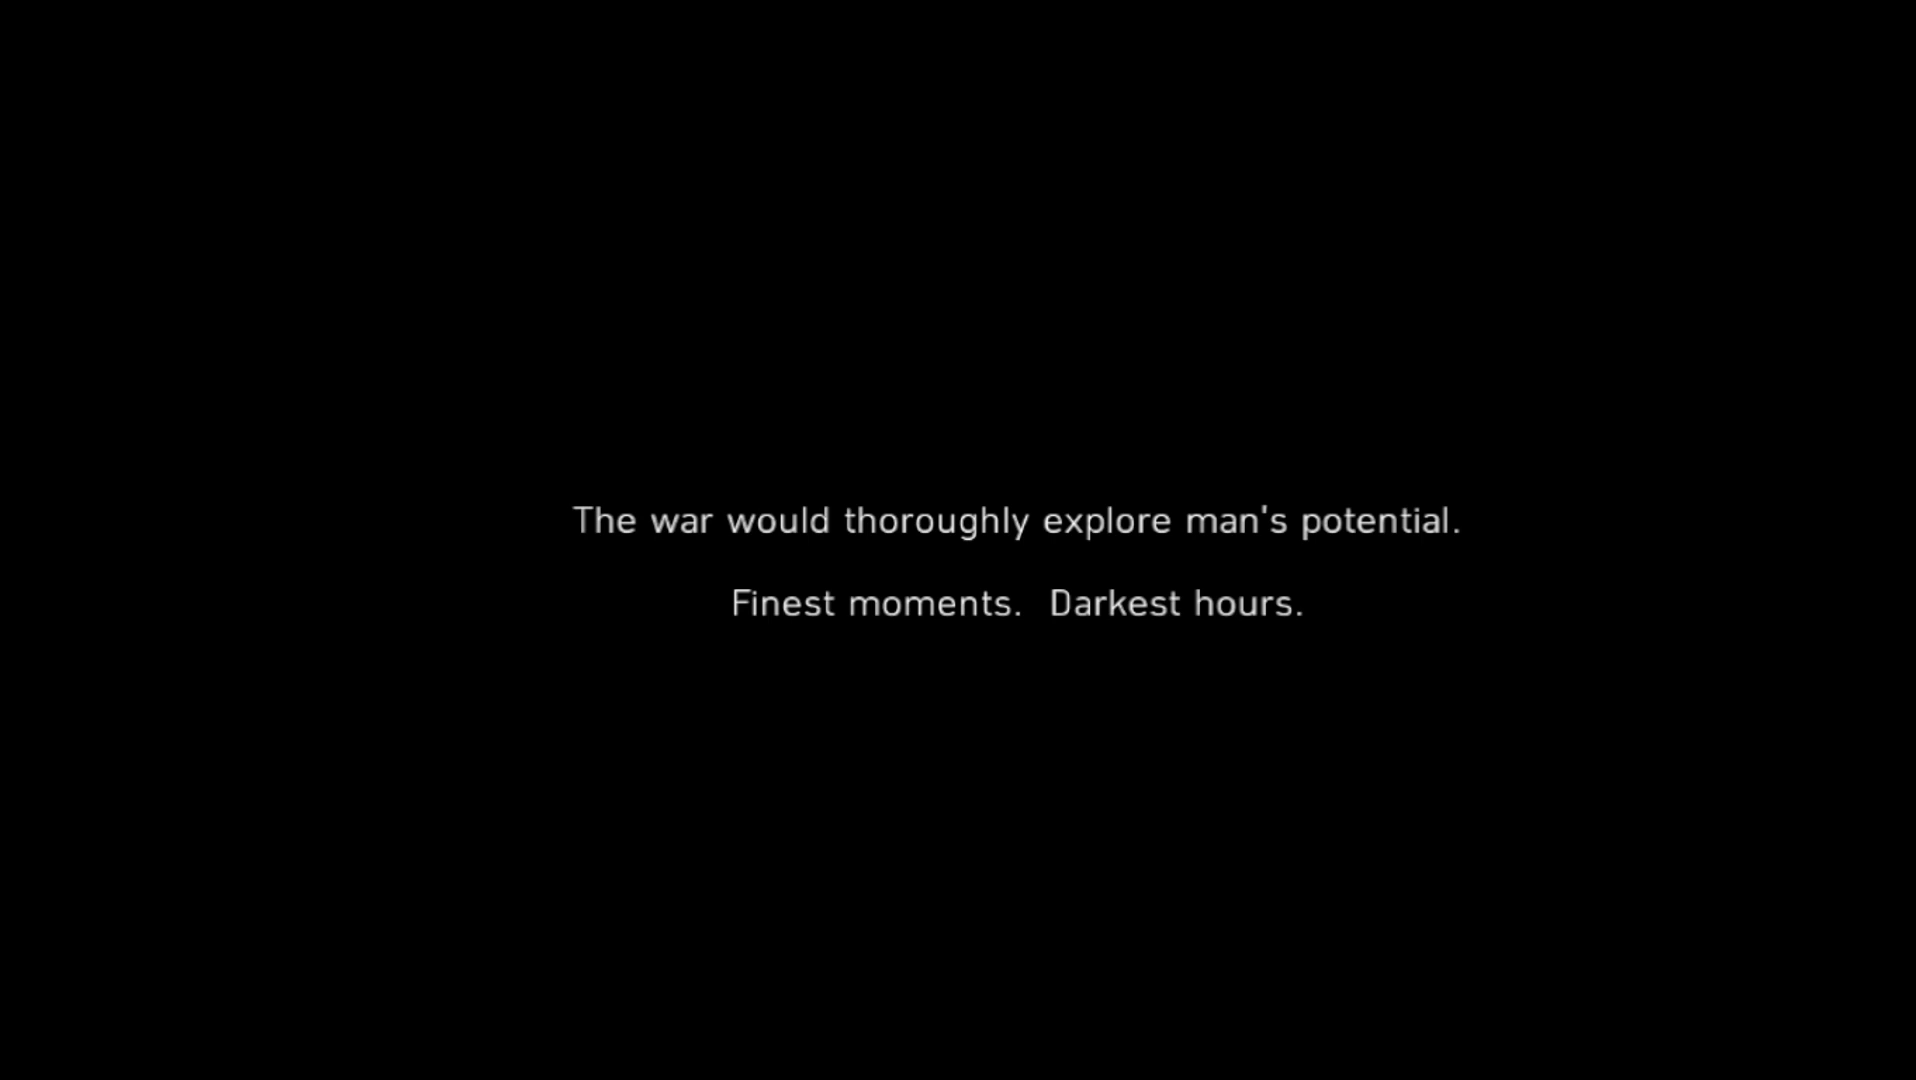 The war would thoroughly explore man's potential.
Finest moments.  Darkest hours.